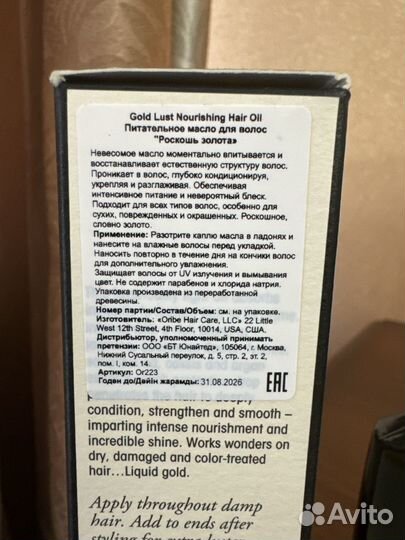 Gold Lust Nourishing Hair Oil
Питательное масло для волос
"Роскошь золота»
Невесомое масло моментально впитывается и
восстанавливает естественную структуру волос.
Проникает в волос, глубоко кондиционируя,
укрепляя и разглаживая. Обеспечивая
интенсивное питание и невероятный блеск.
Подходит для всех типов волос, особенно для
сухих, поврежденных и окрашенных. Роскошное,
словно золото.
Применение: Разотрите каплю масла в ладонях и
нанесите на влажные волосы перед укладкой.
Наносить повторно в течение дня на кончики волос
для дополнительного увлажнения.
Защищает волосы от UV излучения и вымывания
цвет. Не содержит парабенов и хлорида натрия.
Упаковка произведена из переработанной
древесины.
Номер партии/Состав/Объем: см. на упаковке.
Изготовитель: «Oribe Hair Care, LLC» 22 Little
West 12th Street, 4th Floor, 10014, USA, США.
Дистрибьютор, уполномоченный принимать
претензии: ООО «БТ Юнайтед», 105064, г. Москва,
Нижний Сусальный переулок, д. 5, стр. 2, эт. 2,
пом. I, ком. 14.
Артикул: Or223
Годен до/Дейiн жарамды: 31.08.2026
EAC
condition, strengthen and smooth –
imparting intense nourishment and
incredible shine. Works wonders on
dry, damaged and color-treated
hair...Liquid gold.
Apply throughout damp
hair. Add to ends after
Avito